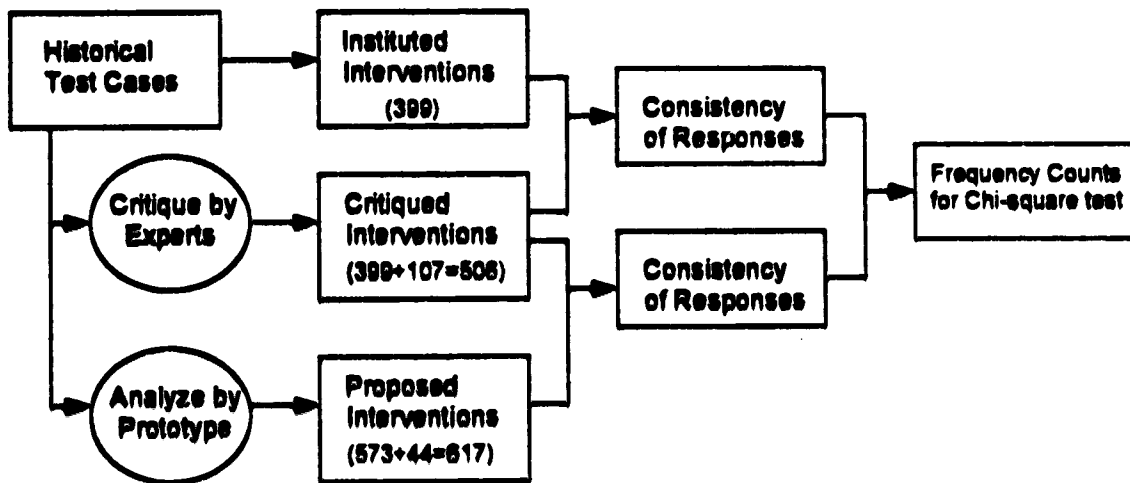 Historical
Test Cases
Instituted
Interventions
(399)
Consistency
of Responses
Frequency Counts
for Chi-square test
Critique by
Experts
Critiqued
Interventions
(399+107=506)
Consistency
of Responses
Analyze by
Prototype
Proposed
Interventions
(573+44=617)